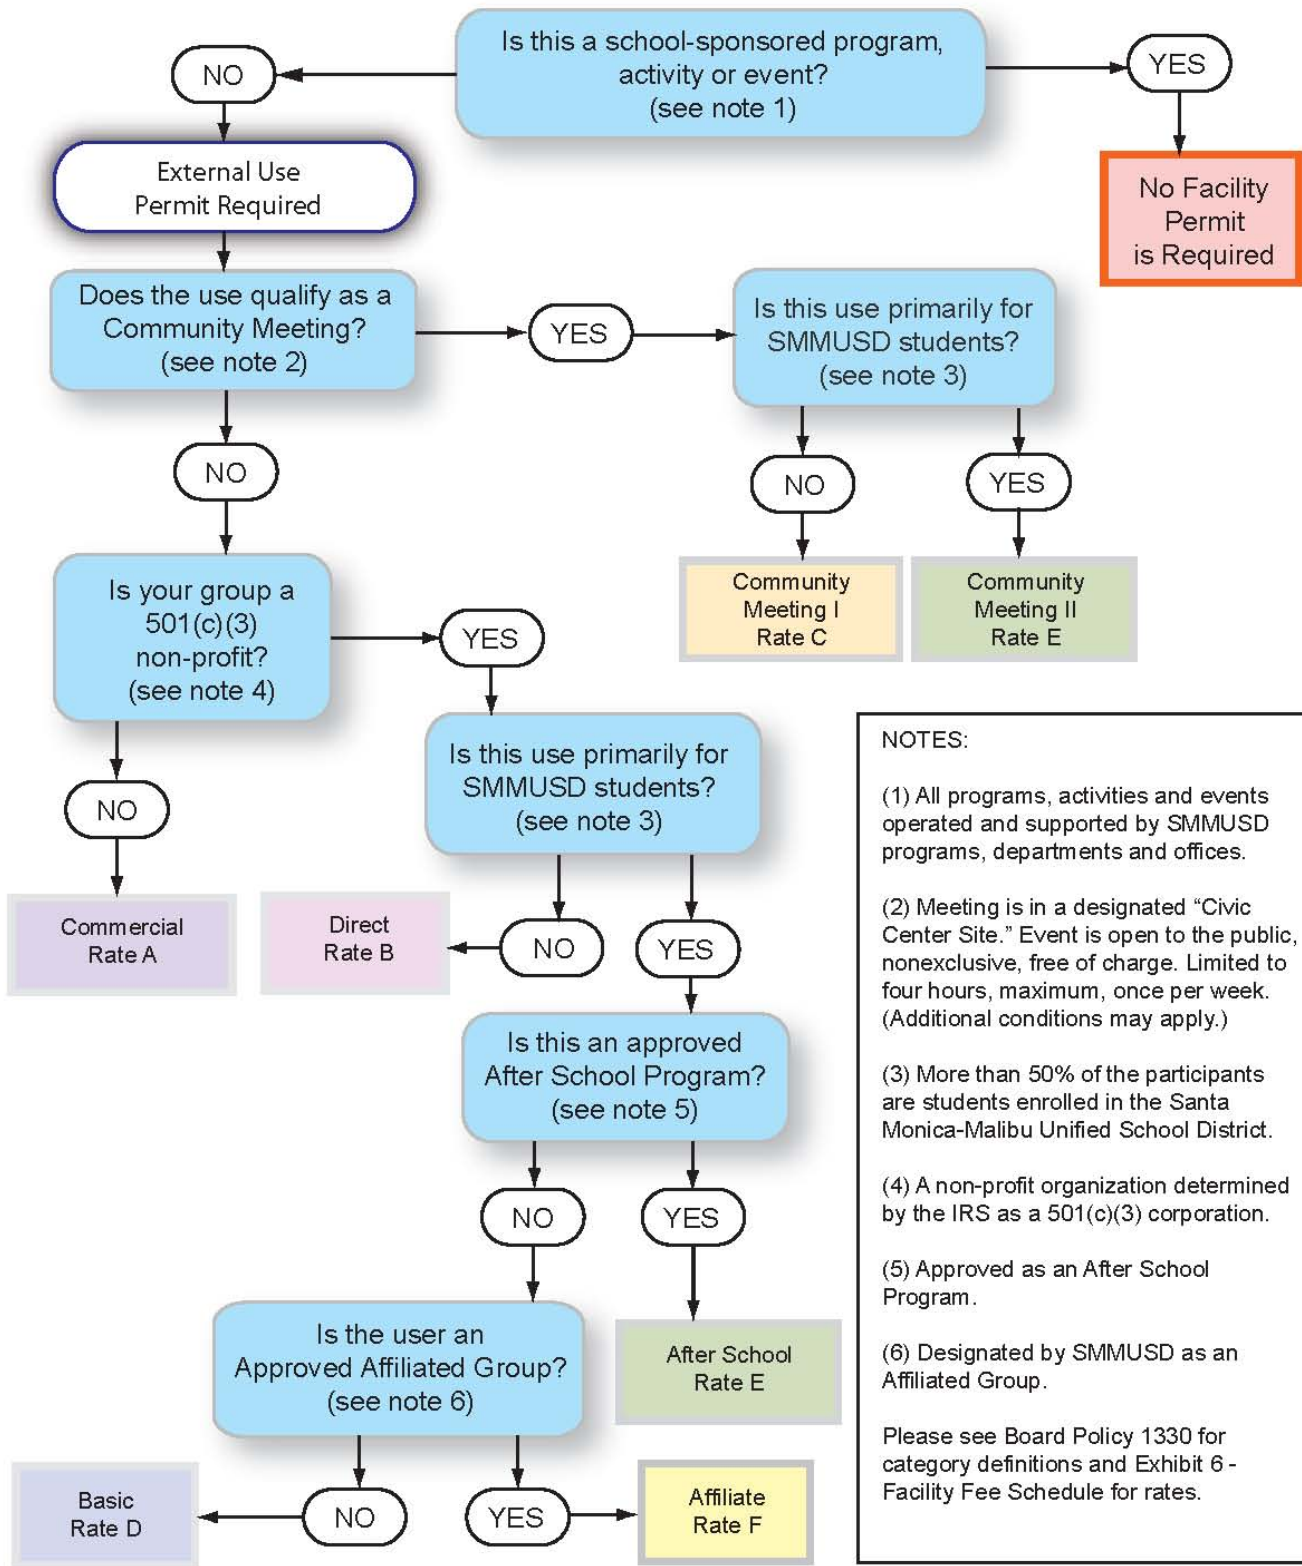 Is this a school-sponsored program,
activity or event?
(see note 1)
NO
YES
External Use
Permit Required
No Facility
Permit
is Required
Does the use qualify as a
Community Meeting?
(see note 2)
YES
Is this use primarily for
SMMUSD students?
(see note 3)
NO
NO
YES
Community
Meeting I
Rate C
Community
Meeting II
Rate E
Is your group a
501(c)(3)
non-profit?
(see note 4)
YES
NO
Is this use primarily for
SMMUSD students?
(see note 3)
Commercial
Rate A
Direct
Rate B
NO
YES
Is this an approved
After School Program?
(see note 5)
NO
YES
Is the user an
Approved Affiliated Group?
(see note 6)
After School
Rate E
Basic
Rate D
NO
YES
Affiliate
Rate F
NOTES:
(1) All programs, activities and events
operated and supported by SMMUSD
programs, departments and offices.
(2) Meeting is in a designated “Civic
Center Site.” Event is open to the public,
nonexclusive, free of charge. Limited to
four hours, maximum, once per week.
(Additional conditions may apply.)
(3) More than 50% of the participants
are students enrolled in the Santa
Monica-Malibu Unified School District.
(4) A non-profit organization determined
by the IRS as a 501(c)(3) corporation.
(5) Approved as an After School
Program.
(6) Designated by SMMUSD as an
Affiliated Group.
Please see Board Policy 1330 for
category definitions and Exhibit 6 -
Facility Fee Schedule for rates.